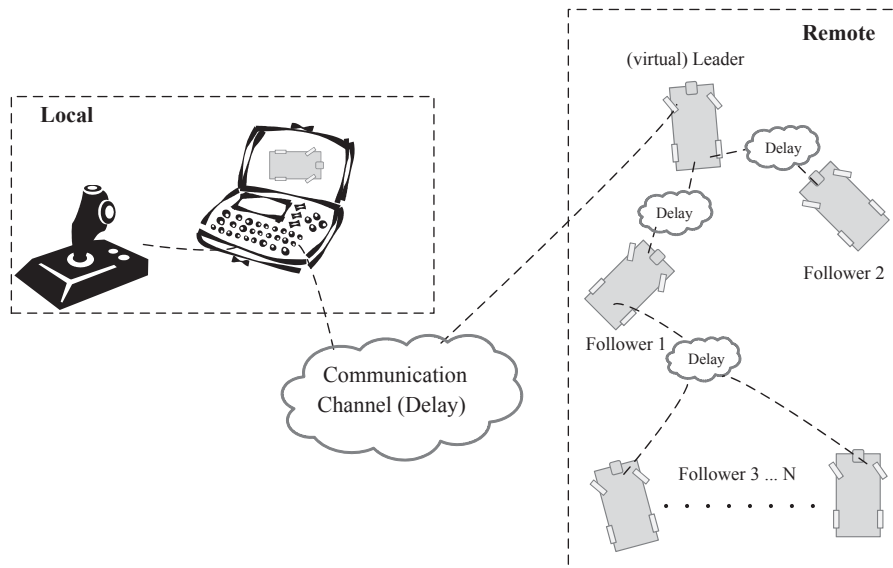 Local
Remote
(virtual) Leader
Delay
Delay
Follower 2
Follower 1
Delay
Communication
Channel (Delay)
Follower 3 ... N